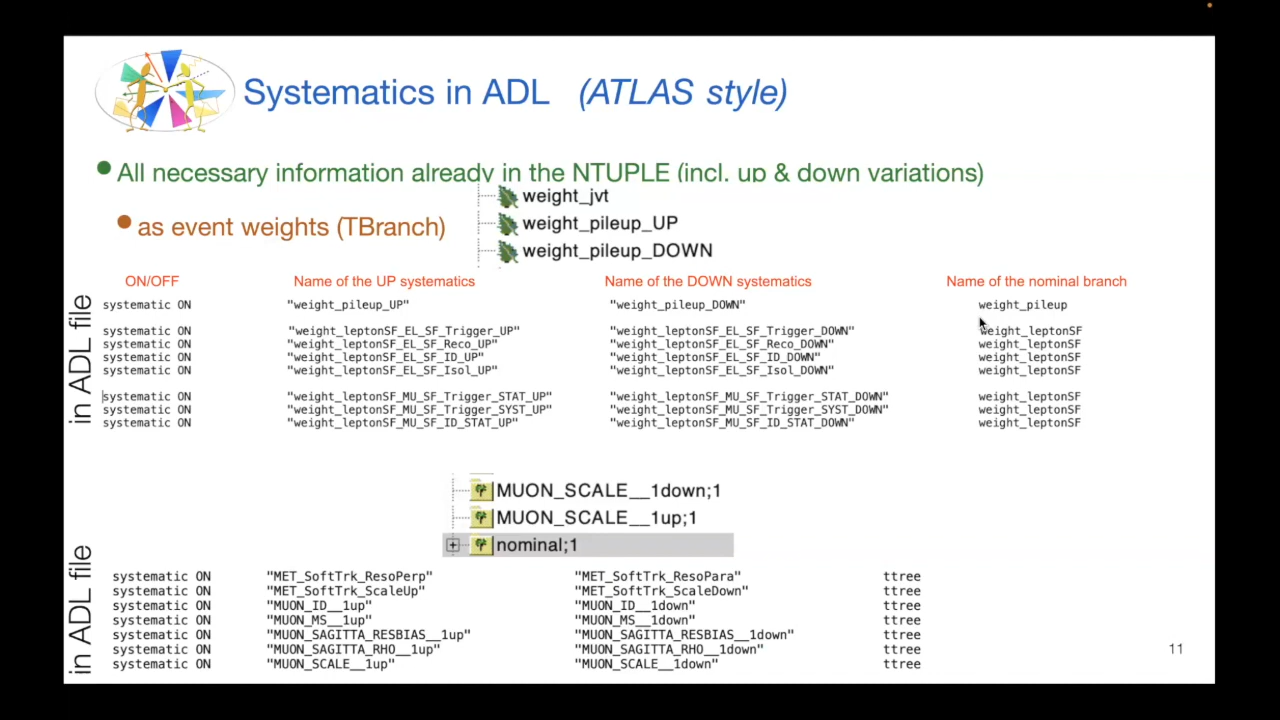 Systematics in ADL (ATLAS style)
All necessary information already in the NTUPLE (incl. up & down variations)
weight_jvt
as event weights (TBranch)
weight_pileup_UP
weight_pileup_DOWN
in ADL file
ON/OFF Name of the UP systematics Name of the DOWN systematics Name of the nominal branch
systematic ON "weight_pileup_UP" "weight_pileup_DOWN" weight_pileup
systematic ON "weight_leptonSF_EL_SF_Trigger_UP" "weight_leptonSF_EL_SF_Trigger_DOWN" weight_leptonSF
systematic ON "weight_leptonSF_EL_SF_Reco_UP" "weight_leptonSF_EL_SF_Reco_DOWN" weight_leptonSF
systematic ON "weight_leptonSF_EL_SF_ID_UP" "weight_leptonSF_EL_SF_ID_DOWN" weight_leptonSF
systematic ON "weight_leptonSF_EL_SF_Isol_UP" "weight_leptonSF_EL_SF_Isol_DOWN" weight_leptonSF
systematic ON "weight_leptonSF_MU_SF_Trigger_STAT_UP" "weight_leptonSF_MU_SF_Trigger_STAT_DOWN" weight_leptonSF
systematic ON "weight_leptonSF_MU_SF_Trigger_SYST_UP" "weight_leptonSF_MU_SF_Trigger_SYST_DOWN" weight_leptonSF
systematic ON "weight_leptonSF_MU_SF_ID_STAT_UP" "weight_leptonSF_MU_SF_ID_STAT_DOWN" weight_leptonSF
MUON_SCALE__1down;1
MUON_SCALE__1up;1
nominal;1
in ADL file
systematic ON "MET_SoftTrk_ResoPerp" "MET_SoftTrk_ResoPara" ttree
systematic ON "MET_SoftTrk_ScaleUp" "MET_SoftTrk_ScaleDown" ttree
systematic ON "MUON_ID__1up" "MUON_ID__1down" ttree
systematic ON "MUON_MS__1up" "MUON_MS__1down" ttree
systematic ON "MUON_SAGITTA_RESBIAS__1up" "MUON_SAGITTA_RESBIAS__1down" ttree
systematic ON "MUON_SAGITTA_RHO__1up" "MUON_SAGITTA_RHO__1down" ttree
systematic ON "MUON_SCALE__1up" "MUON_SCALE__1down" ttree
11